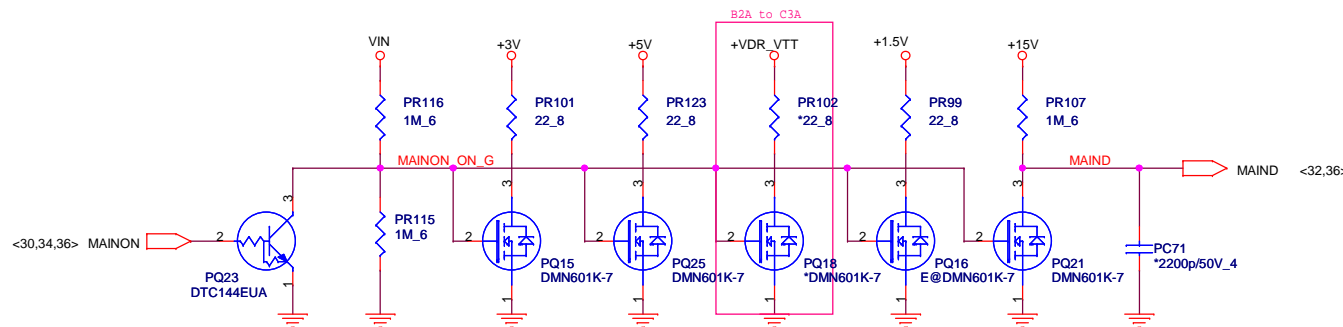 B2A to C3A
VIN
+3V
+5V
+VDR_VTT
+1.5V
+15V
PR116
1M_6
PR101
22_8
PR123
22_8
PR102
*22_8
PR99
22_8
PR107
1M_6
MAINON_ON_G
MAIND
MAIND
<32,36>
3
3
3
3
3
3
PR115
1M_6
<30,34,36> MAINON
2
2
2
2
2
2
PC71
*2200p/50V_4
PQ23
DTC144EUA
PQ15
DMN601K-7
PQ25
DMN601K-7
PQ18
*DMN601K-7
PQ16
E@DMN601K-7
PQ21
DMN601K-7
1
1
1
1
1
1